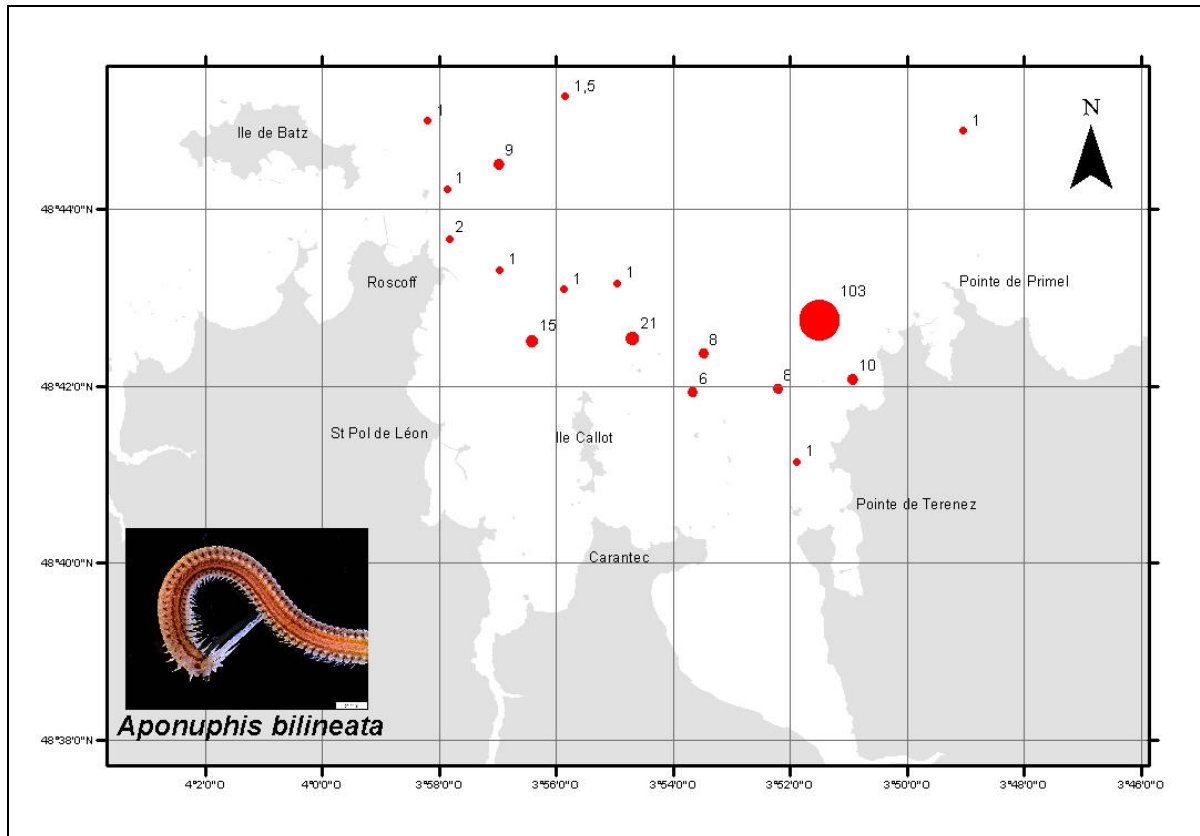 1,5
1
1
N
Ile de Batz
9
1
48°44'0"N
2
1
Roscoff
1
1
Pointe de Primel
103
15
21
8
10
48°42'0"N
6
8
St Pol de Léon
Ile Callot
1
Pointe de Terenez
48°40'0"N
Carantec
Aponuphis bilineata
48°38'0"N
4°2'0"O
4°0'0"O
3°58'0"O
3°56'0"O
3°54'0"O
3°52'0"O
3°50'0"O
3°48'0"O
3°46'0"O